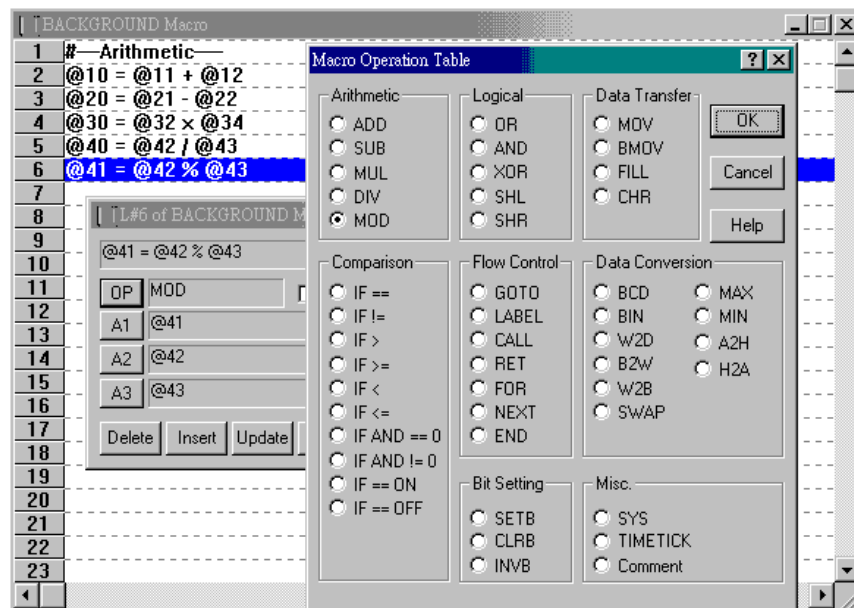 BACKGROUND Macro
1 #—Arithmetic—
2 @10 = @11 + @12
3 @20 = @21 - @22
4 @30 = @32 x @34
5 @40 = @42 / @43
6 @41 = @42 % @43
7
8
9
10
11
12
13
14
15
16
17
18
19
20
21
22
23
L#6 of BACKGROUND M
@41 = @42 % @43
OP MOD
A1 @41
A2 @42
A3 @43
Delete Insert Update
Macro Operation Table
Arithmetic
ADD
SUB
MUL
DIV
MOD
Logical
OR
AND
XOR
SHL
SHR
Data Transfer
MOV
BMOV
FILL
CHR
OK
Cancel
Help
Comparison
IF ==
IF !=
IF >
IF >=
IF <
IF <=
IF AND == 0
IF AND != 0
IF == ON
IF == OFF
Flow Control
GOTO
LABEL
CALL
RET
FOR
NEXT
END
Data Conversion
BCD
BIN
W2D
B2W
W2B
SWAP
MAX
MIN
A2H
H2A
Bit Setting
SETB
CLRB
INVB
Misc.
SYS
TIMETICK
Comment